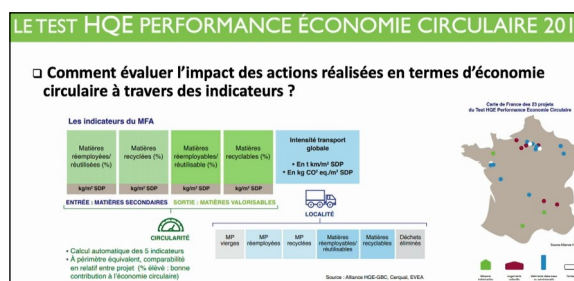 LE TEST HQE PERFORMANCE ÉCONOMIE CIRCULAIRE 201
Comment évaluer l'impact des actions réalisées en termes d'économie
circulaire à travers des indicateurs ?
Les indicateurs du MFA
Matières
réemployées/
réutilisées (%)
Matières
recyclées (%)
Matières
réemployables/
réutilisable (%)
Matières
recyclables (%)
Intensité transport
globale
• En t km/m² SDP
• En kg CO² eq./m² SDP
kg/m² SDP
kg/m² SDP
kg/m² SDP
kg/m² SDP
ENTRÉE : MATIÈRES SECONDAIRES
SORTIE : MATIÈRES VALORISABLES
LOCALITÉ
CIRCULARITÉ
• Calcul automatique des 5 indicateurs
• À périmètre équivalent, comparabilité
en relatif entre projet (% élevé : bonne
contribution à l'économie circulaire)
MP
vierges
MP
réemployées
MP
recyclées
Matières
réemployables/
réutilisables
Matières
recyclables
Déchets
éliminés
Source : Alliance HQE-GBC, Cerqual, EVEA
Carte de France des 23 projets
du Test HQE Performance Economie Circulaire